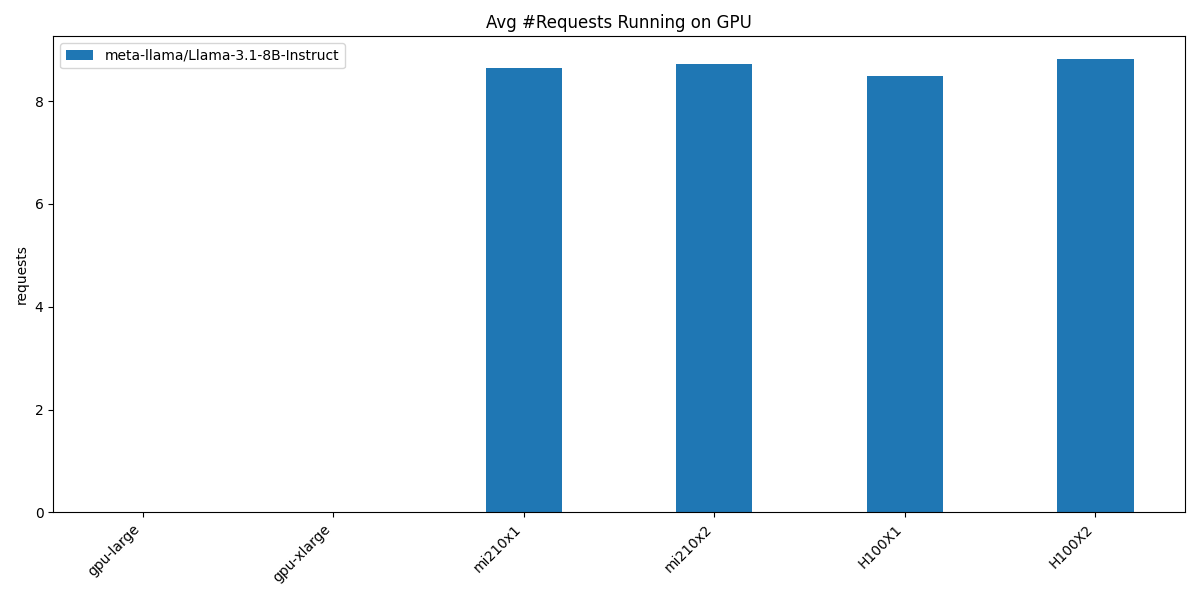 Avg #Requests Running on GPU
meta-llama/Llama-3.1-8B-Instruct
requests
8
6
4
2
0
gpu-large
gpu-xlarge
mi210x1
mi210x2
H100X1
H100X2